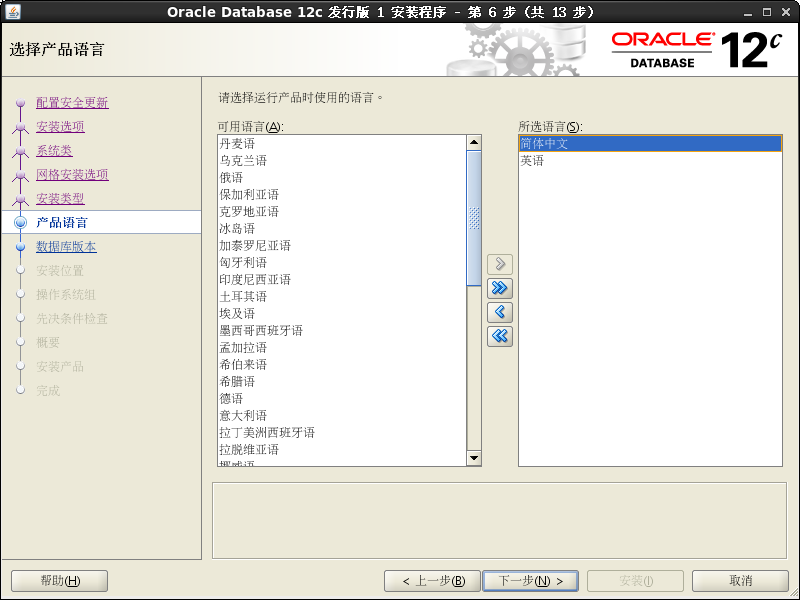 Oracle Database 12c 发行版 1 安装程序 - 第 6 步 (共 13 步)
选择产品语言
ORACLE
DATABASE
12c
配置安全更新
安装选项
系统类
网格安装选项
安装类型
产品语言
数据库版本
安装位置
操作系统组
先决条件检查
概要
安装产品
完成
请选择运行产品时使用的语言。
可用语言(A):
丹麦语
乌克兰语
俄语
保加利亚语
克罗地亚语
冰岛语
加泰罗尼亚语
匈牙利语
印度尼西亚语
土耳其语
埃及语
墨西哥西班牙语
孟加拉语
希伯来语
希腊语
德语
意大利语
拉丁美洲西班牙语
拉脱维亚语
挪威语
所选语言(S):
简体中文
英语
帮助(H)
< 上一步(B)
下一步(N) >
安装(I)
取消